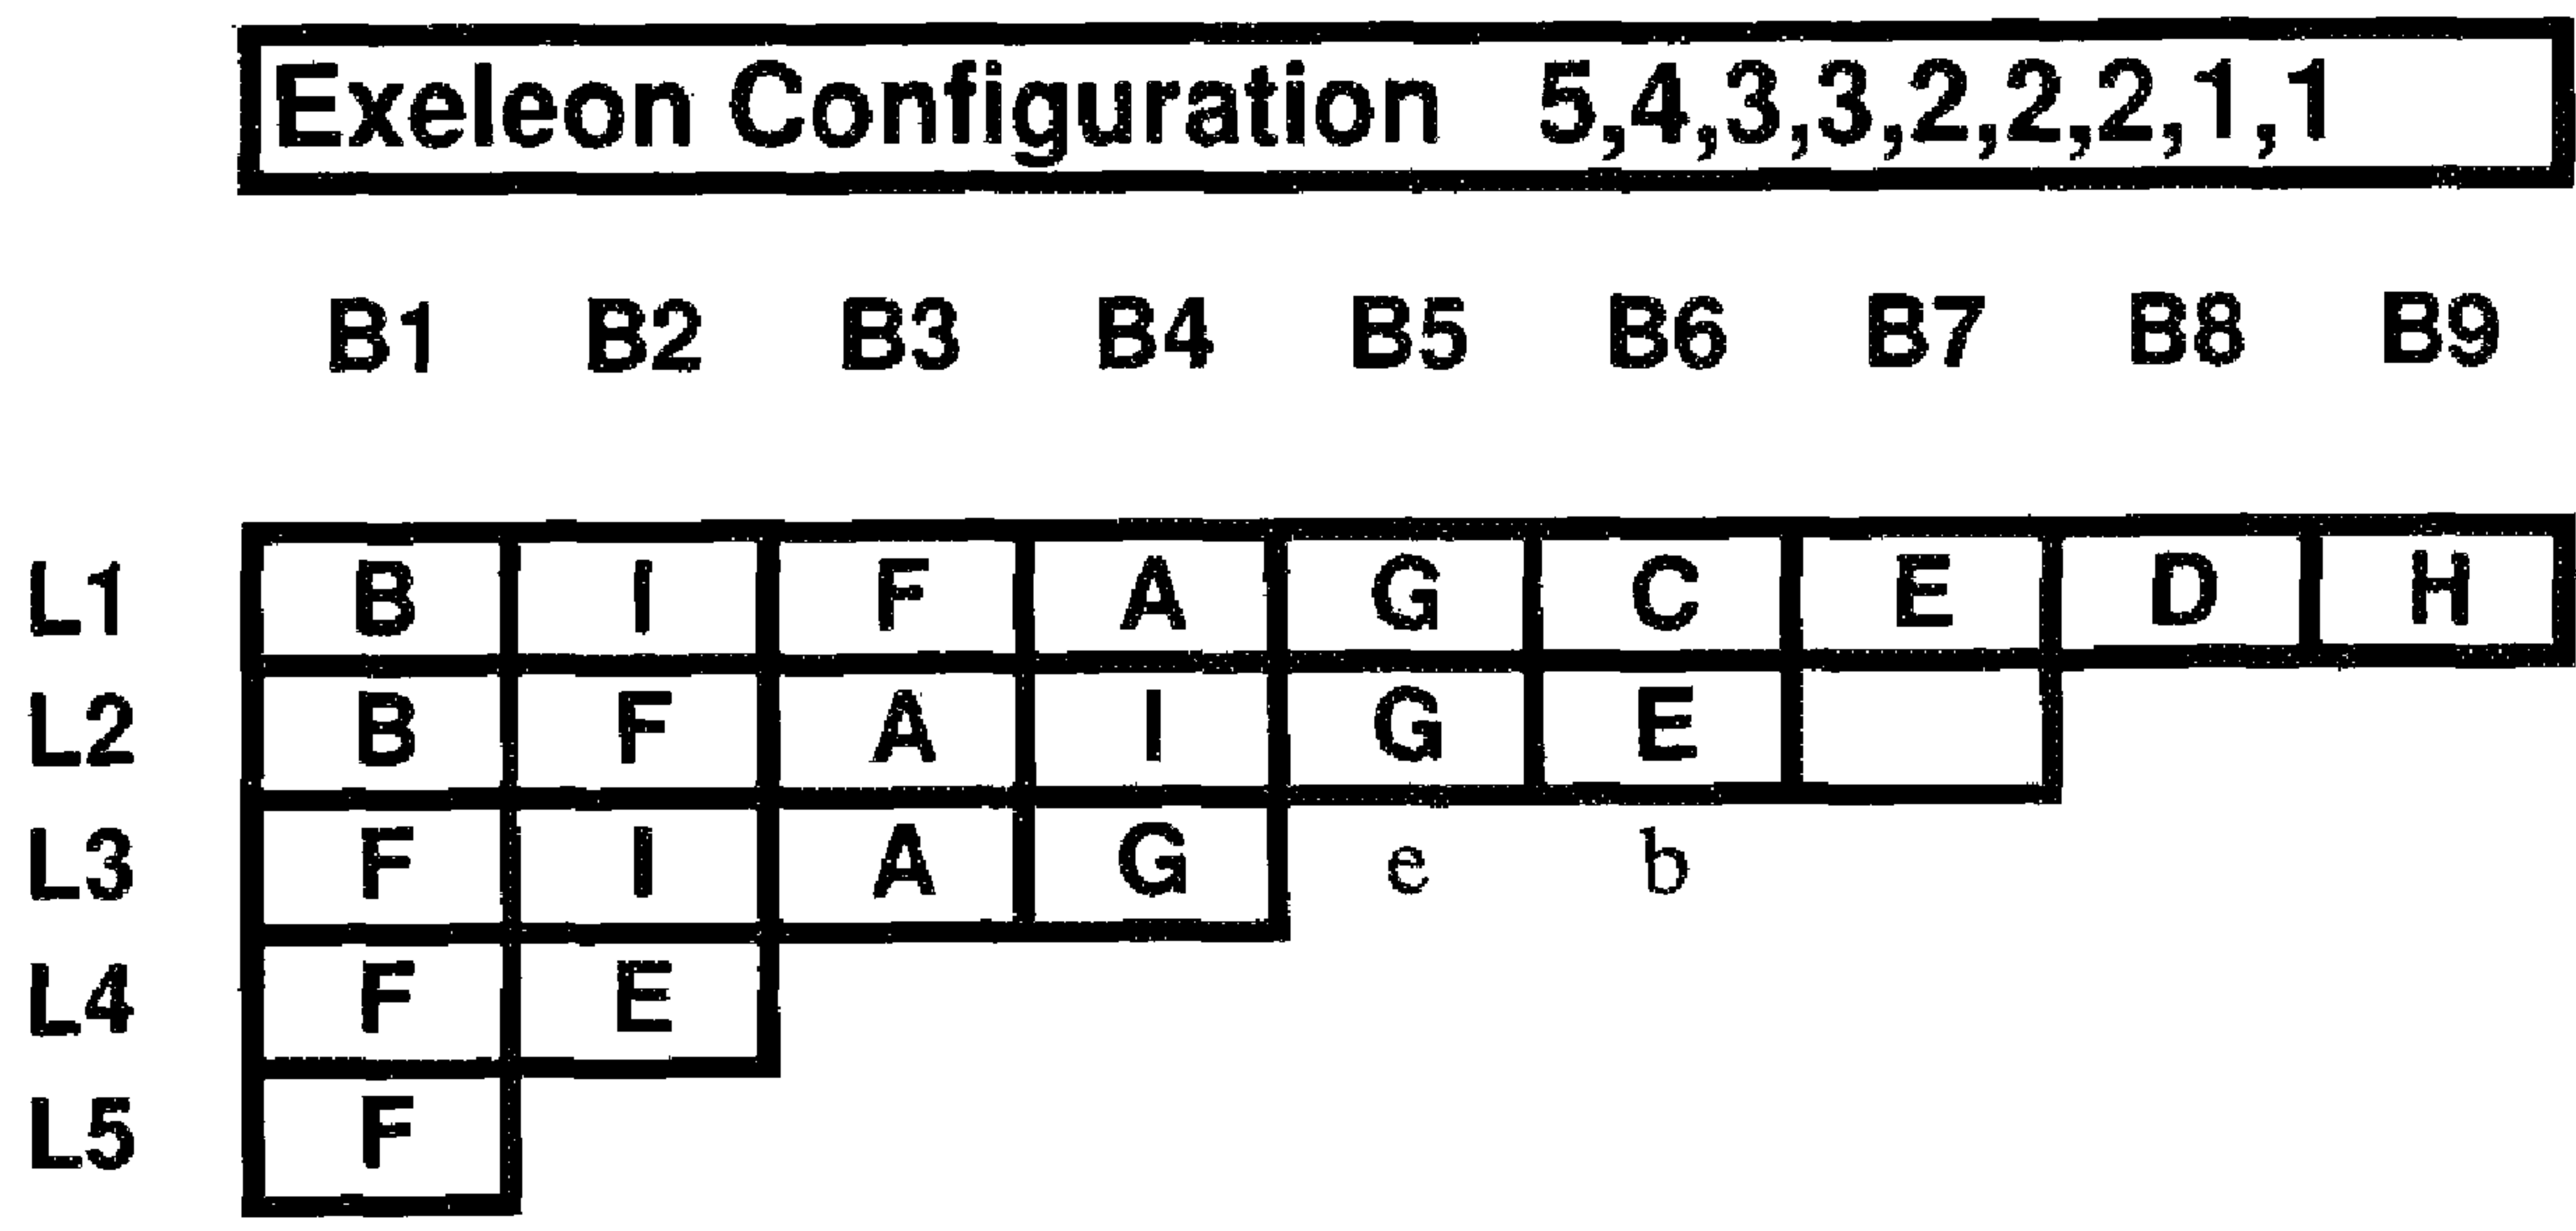 Exeleon Configuration 5,4,3,3,2,2,2,1,1
B1 B2 B3 B4 B5 B6 B7 B8 B9
L1 B I F A G C E D H
L2 B F A I G E
L3 F I A G e b
L4 F E
L5 F